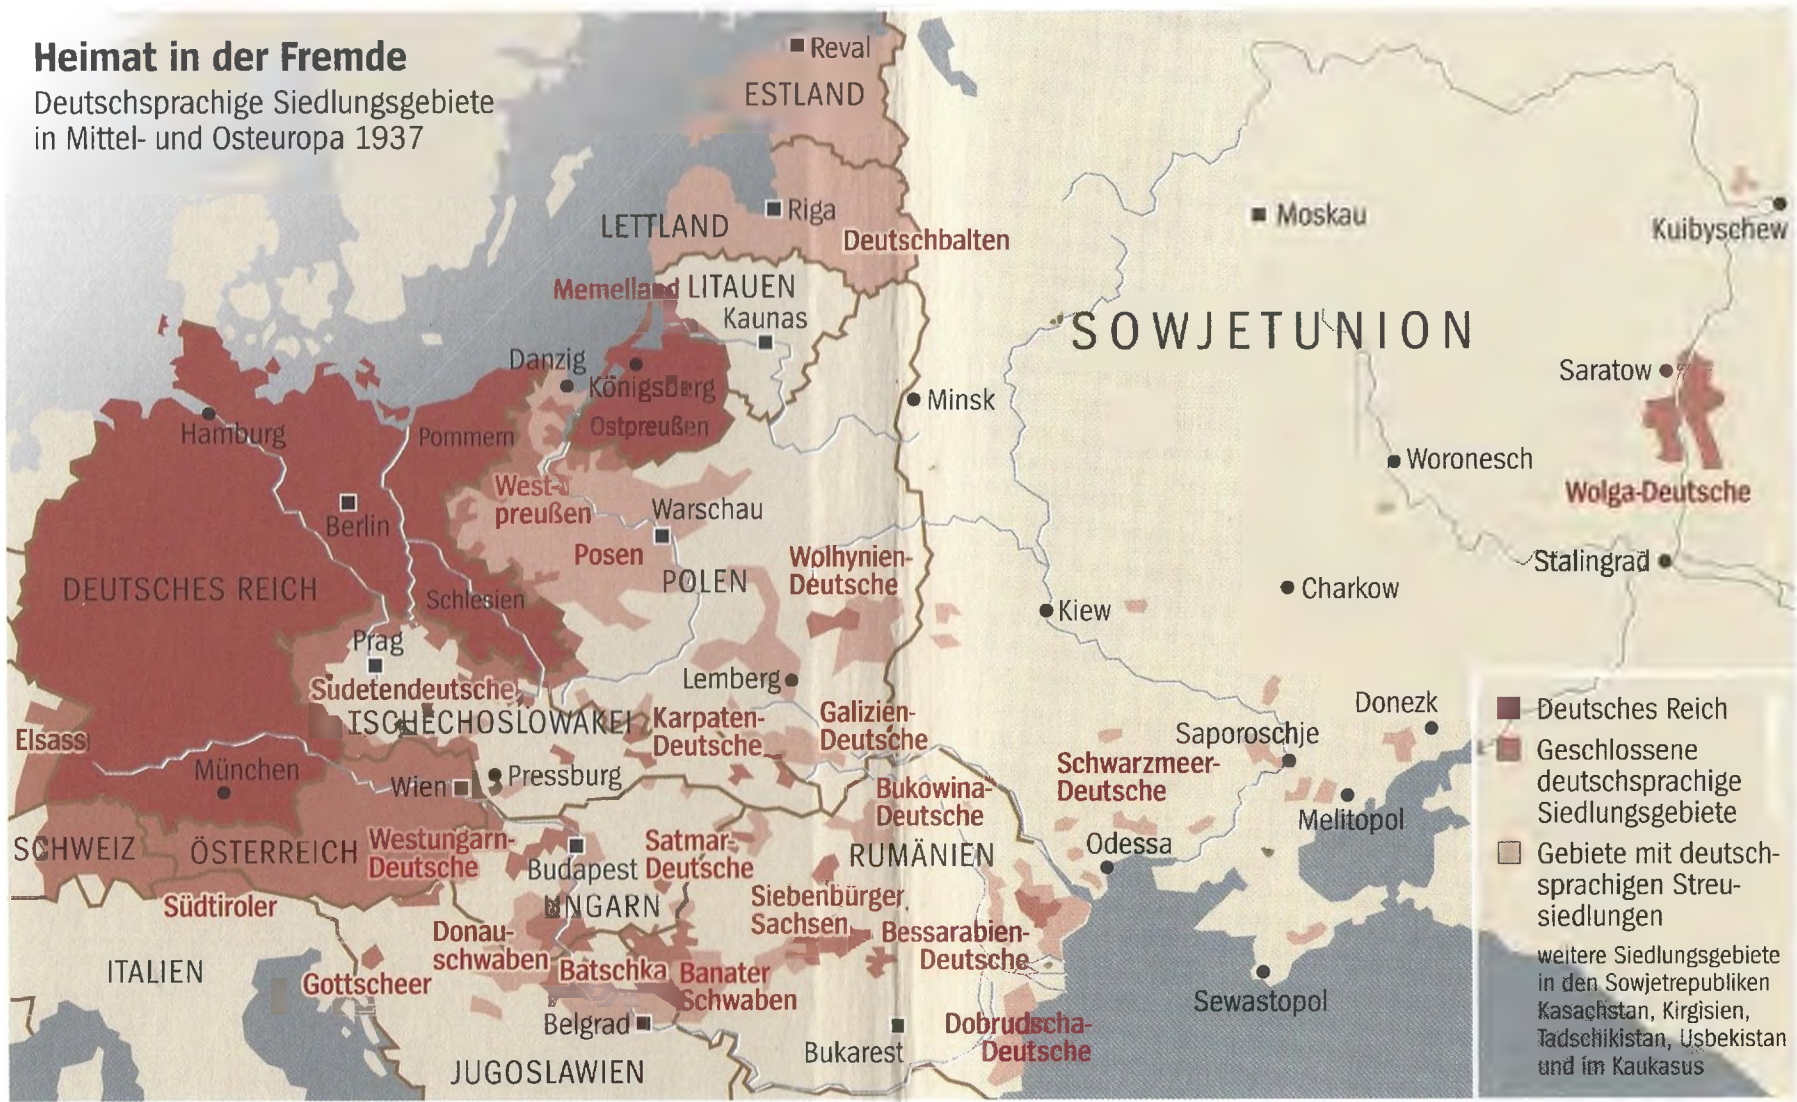 Heimat in der Fremde
Deutschsprachige Siedlungsgebiete
in Mittel- und Osteuropa 1937
Reval
ESTLAND
Riga
LETTLAND
Deutschbalten
Moskau
Kuibyschew
Memelland
LITAUEN
Kaunas
SOWJETUNION
Danzig
Königsberg
Ostpreußen
Minsk
Saratow
Hamburg
Pommern
Woronesch
Wolga-Deutsche
West-
preußen
Warschau
Berlin
Posen
POLEN
Wolhynien-
Deutsche
Stalingrad
DEUTSCHES REICH
Schlesien
Kiew
Charkow
Prag
Sudetendeutsche
Lemberg
TSCHECHOSLOWAKEI
Karpaten-
Deutsche
Galizien-
Deutsche
Donezk
Saporoschje
Elsass
München
Wien
Pressburg
Schwarzmeer-
Deutsche
Bukowina-
Deutsche
Melitopol
SCHWEIZ
ÖSTERREICH
Westungarn-
Deutsche
Budapest
Satmar-
Deutsche
RUMÄNIEN
Odessa
Südtiroler
UNGARN
Siebenbürger
Sachsen
Donau-
schwaben
Bessarabien-
Deutsche
ITALIEN
Gottscheer
Batschka
Banater
Schwaben
Sewastopol
Belgrad
Bukarest
Dobrudscha-
Deutsche
JUGOSLAWIEN
Deutsches Reich
Geschlossene
deutschsprachige
Siedlungsgebiete
Gebiete mit deutsch-
sprachigen Streu-
siedlungen
weitere Siedlungsgebiete
in den Sowjetrepubliken
Kasachstan, Kirgisien,
Tadschikistan, Usbekistan
und im Kaukasus